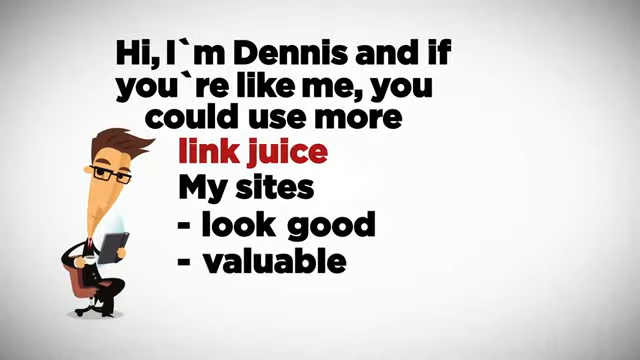 Hi, I`m Dennis and if
you`re like me, you
could use more
link juice
My sites
- look good
- valuable